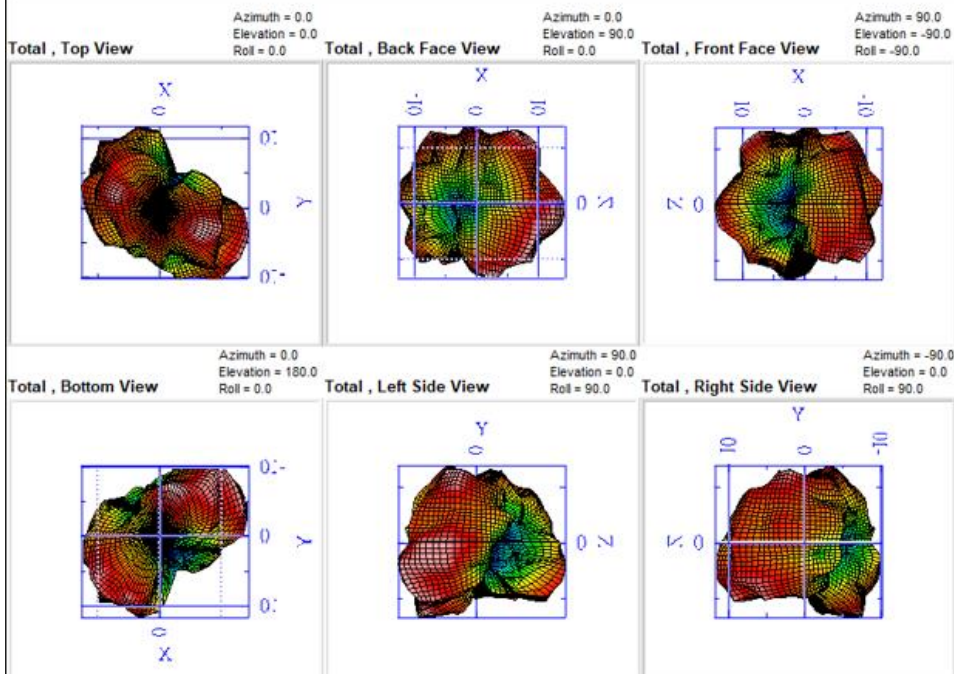 Azimuth = 0.0
Elevation = 0.0
Roll = 0.0
Total , Top View
Azimuth = 0.0
Elevation = 90.0
Roll = 0.0
Total , Back Face View
Azimuth = 90.0
Elevation = -90.0
Roll = -90.0
Total , Front Face View
X
0
0
Y
X
-10
0
10
0
Z
X
10
0
-10
Z 0
Azimuth = 0.0
Elevation = 180.0
Roll = 0.0
Total , Bottom View
Azimuth = 90.0
Elevation = 0.0
Roll = 90.0
Total , Left Side View
Azimuth = -90.0
Elevation = 0.0
Roll = 90.0
Total , Right Side View
0
Y
0
X
Y
0
0
Z
Y
10
0
-10
Z 0